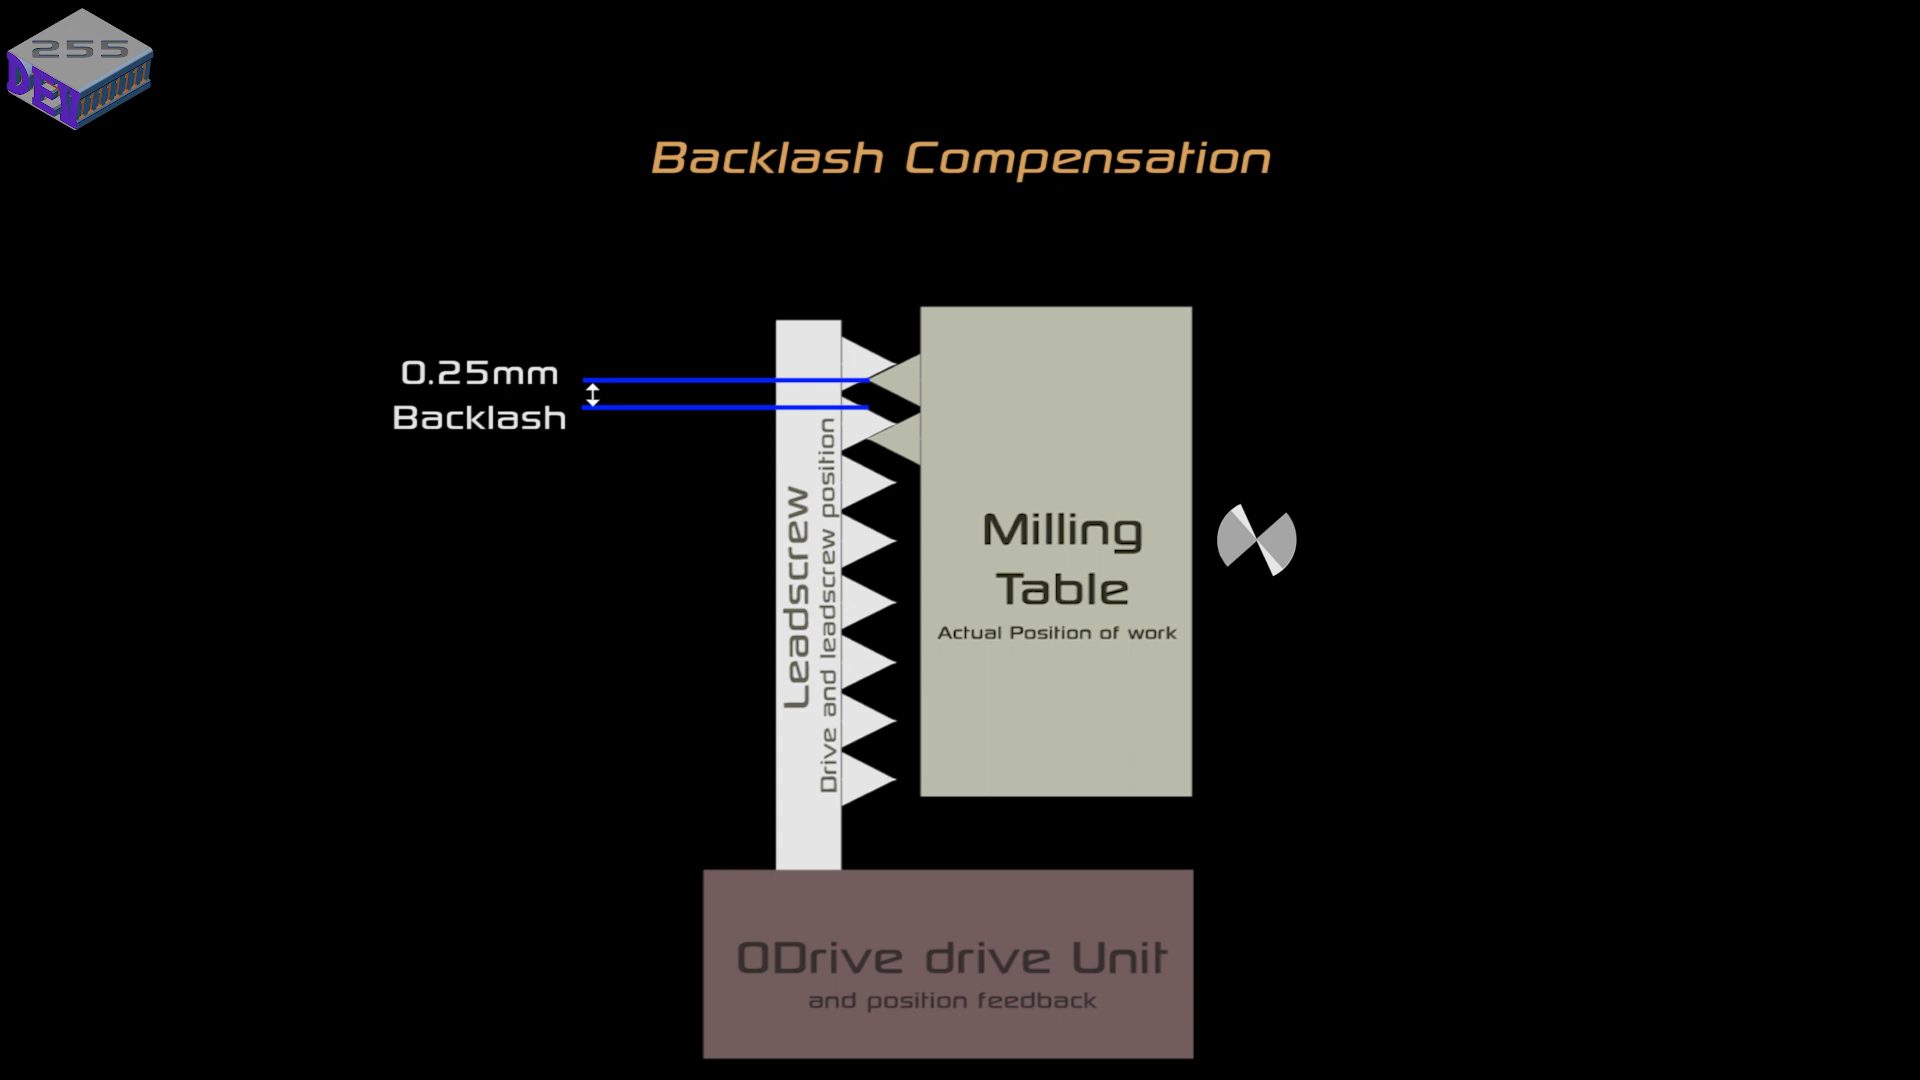 255
DEV
Backlash Compensation
0.25mm
Backlash
Leadscrew
Drive and leadscrew position
Milling
Table
Actual Position of work
ODrive drive Unit
and position feedback